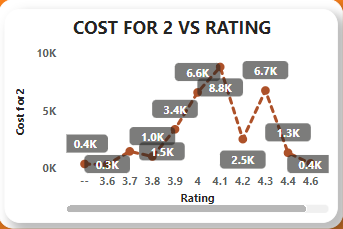 COST FOR 2 VS RATING
10K
5K
0K
Cost for2
0.4K
0.3K
1.5K
1.0K
3.4K
6.6K
8.8K
2.5K
6.7K
1.3K
0.4K
-- 3.6 3.7 3.8 3.9 4 4.1 4.2 4.3 4.4 4.6
Rating